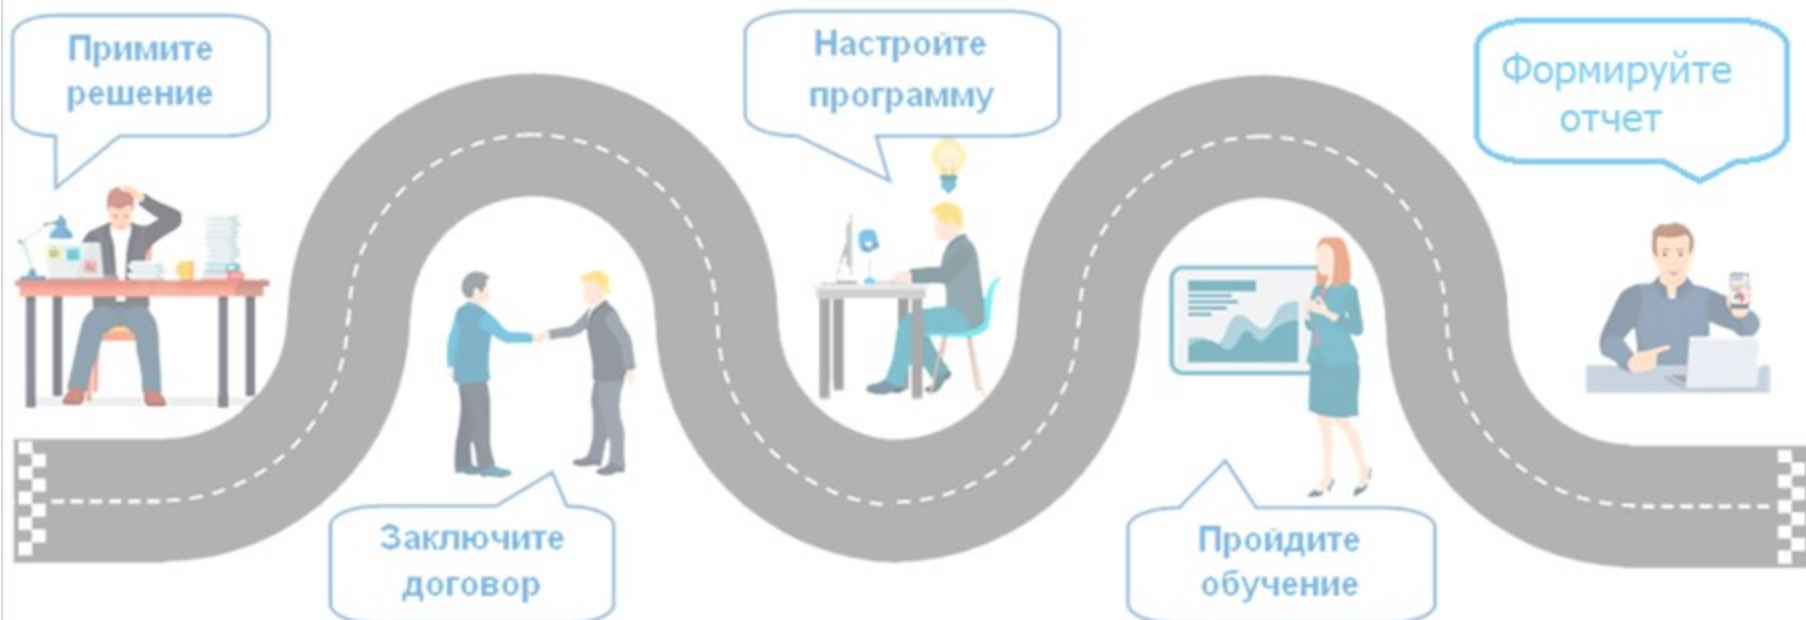 Примите
решение
Заключите
договор
Настройте
программу
Пройдите
обучение
Формируйте
отчет